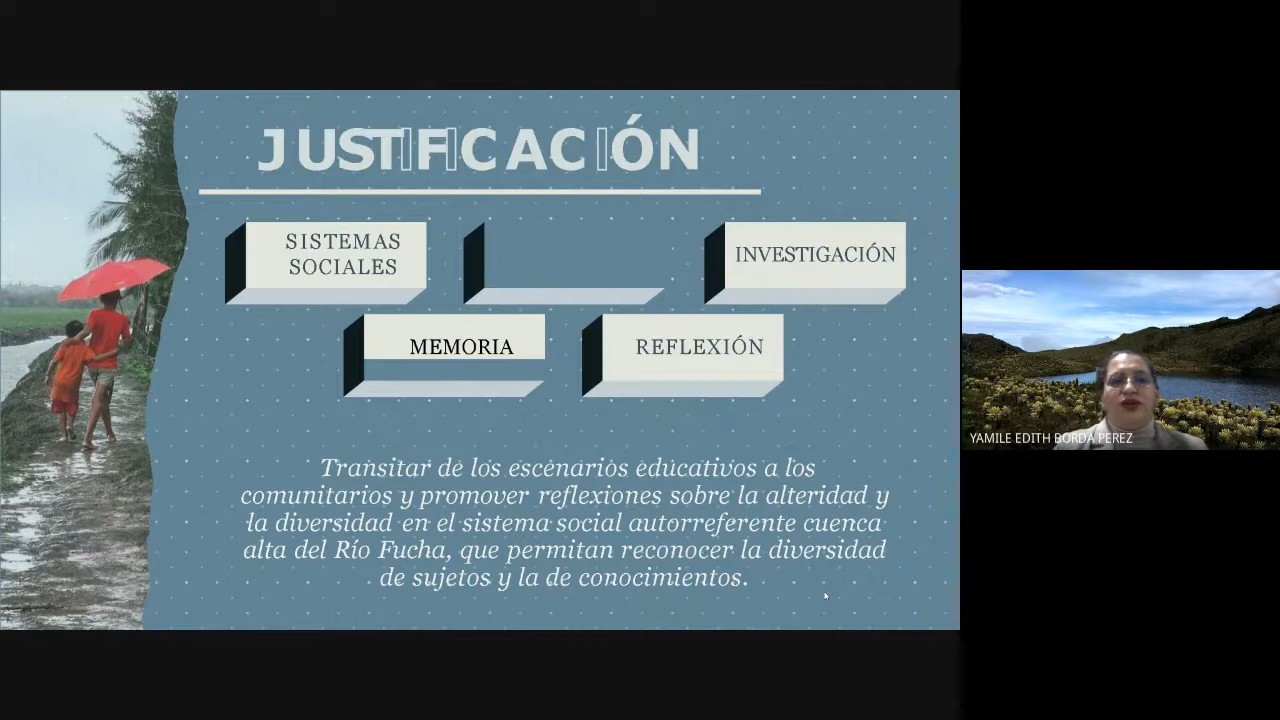 JUSTIFICACIÓN
SISTEMAS
SOCIALES
INVESTIGACIÓN
MEMORIA
REFLEXIÓN
Transitar de los escenarios educativos a los
comunitarios y promover reflexiones sobre la alteridad y
la diversidad en el sistema social autorreferente cuenca
alta del Río Fucha, que permitan reconocer la diversidad
de sujetos y la de conocimientos.
YAMILE EDITH BORDA PEREZ